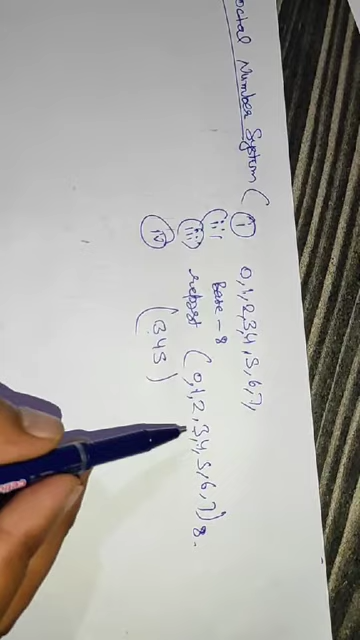 octal Number System (
(i) 0,1,2,3,4,5,6,7,
(ii) Base - 8
(iii) (0,1,2,3,4,5,6,7)8.
(iv) (345)